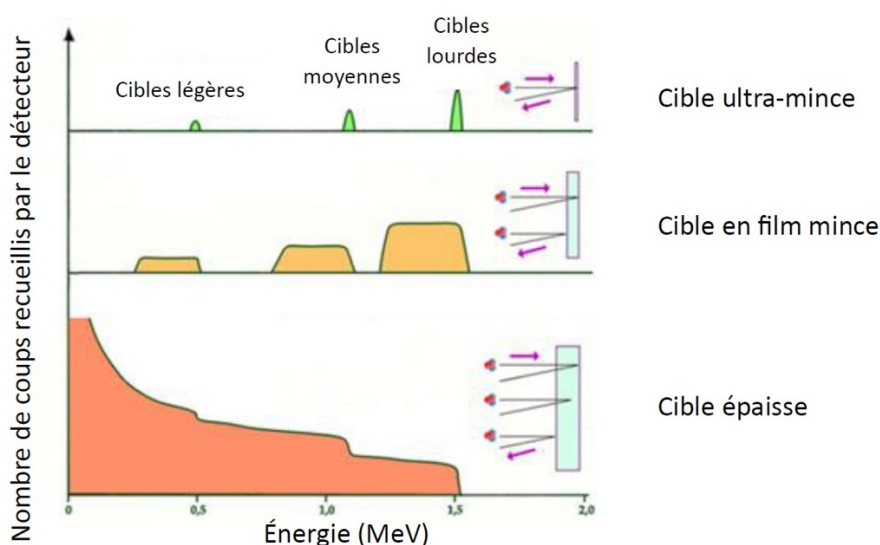 Nombre de coups recueillis par le détecteur
Cibles légères
Cibles
moyennes
Cibles
lourdes
Cible ultra-mince
Cible en film mince
Cible épaisse
0
0,5
1,0
1,5
2,0
Énergie (MeV)